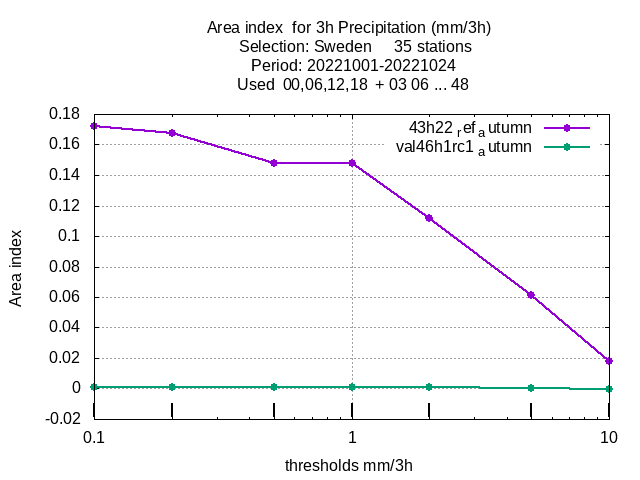 Area index  for 3h Precipitation (mm/3h)
Selection: Sweden     35 stations
Period: 20221001-20221024
Used  00,06,12,18  + 03 06 ... 48
0.18
0.16
0.14
0.12
0.1
0.08
0.06
0.04
0.02
0
-0.02
Area index
43h22 ref a utumn
val46h1rc1 a utumn
0.1 1 10
thresholds mm/3h